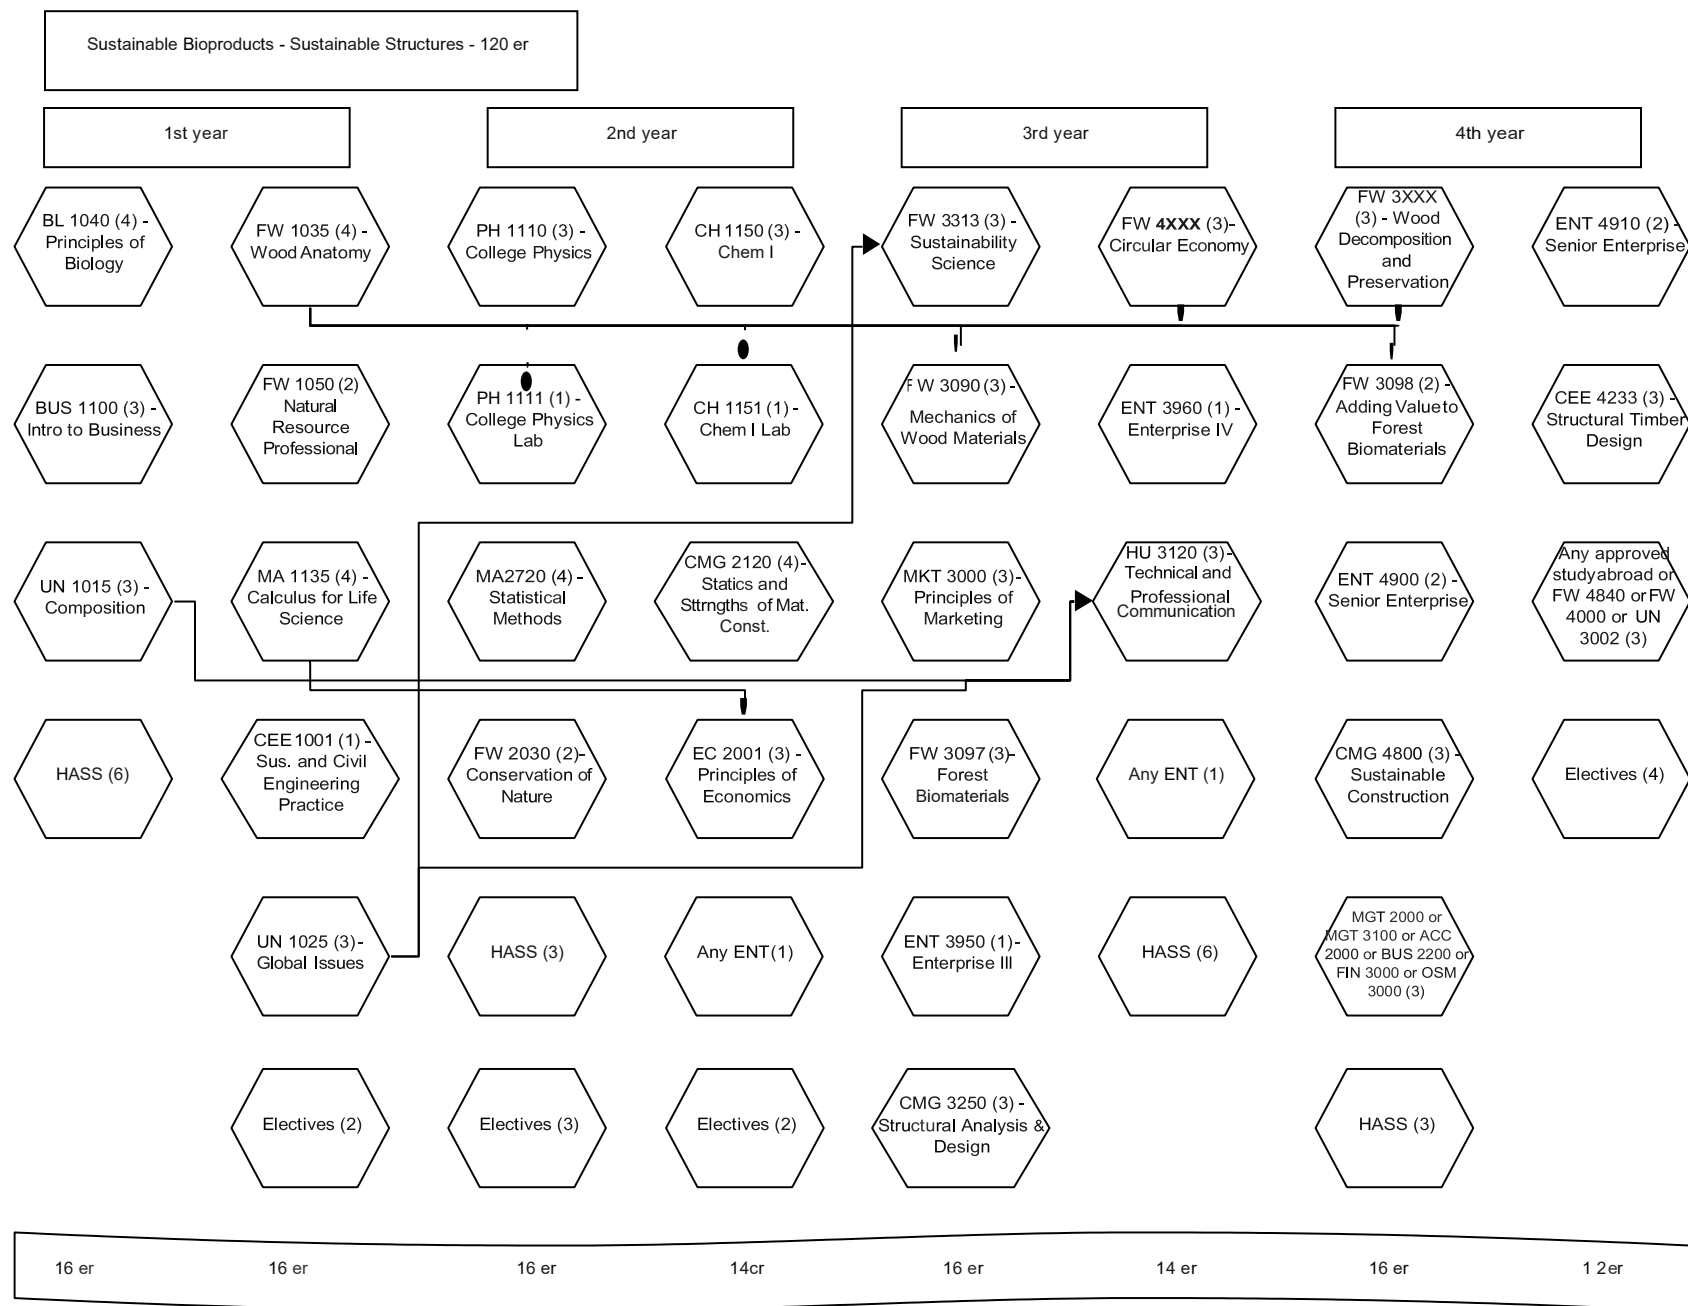 Sustainable Bioproducts - Sustainable Structures - 120 er
1st year
2nd year
3rd year
4th year
BL 1040 (4) -
Principles of
Biology
FW 1035 (4) -
Wood Anatomy
PH 1110 (3) -
College Physics
CH 1150 (3) -
Chem I
FW 3313 (3) -
Sustainability
Science
FW 4XXX (3)-
Circular Economy
FW 3XXX
(3) - Wood
Decomposition
and
Preservation
ENT 4910 (2) -
Senior Enterprise
BUS 1100 (3) -
Intro to Business
FW 1050 (2)
Natural
Resource
Professional
PH 1111 (1) -
College Physics
Lab
CH 1151 (1) -
Chem I Lab
FW 3090 (3) -
Mechanics of
Wood Materials
ENT 3960 (1) -
Enterprise IV
FW 3098 (2) -
Adding Value to
Forest
Biomaterials
CEE 4233 (3) -
Structural Timber
Design
UN 1015 (3) -
Composition
MA 1135 (4) -
Calculus for Life
Science
MA2720 (4) -
Statistical
Methods
CMG 2120 (4) -
Statics and
Sttrngths of Mat.
Const.
MKT 3000 (3)-
Principles of
Marketing
HU 3120 (3)-
Technical and
Professional
Communication
ENT 4900 (2) -
Senior Enterprise
Any approved
study abroad or
FW 4840 or FW
4000 or UN
3002 (3)
HASS (6)
CEE 1001 (1) -
Sus. and Civil
Engineering
Practice
FW 2030 (2)-
Conservation of
Nature
EC 2001 (3) -
Principles of
Economics
FW 3097 (3)-
Forest
Biomaterials
Any ENT (1)
CMG 4800 (3) -
Sustainable
Construction
Electives (4)
UN 1025 (3)-
Global Issues
HASS (3)
Any ENT (1)
ENT 3950 (1)-
Enterprise III
HASS (6)
MGT 2000 or
MGT 3100 or ACC
2000 or BUS 2200 or
FIN 3000 or OSM
3000 (3)
Electives (2)
Electives (3)
Electives (2)
CMG 3250 (3) -
Structural Analysis &
Design
HASS (3)
16 er
16 er
16 er
14cr
16 er
14 er
16 er
1 2er